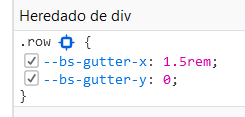 Heredado de div
.row {
--bs-gutter-x: 1.5rem;
--bs-gutter-y: 0;
}